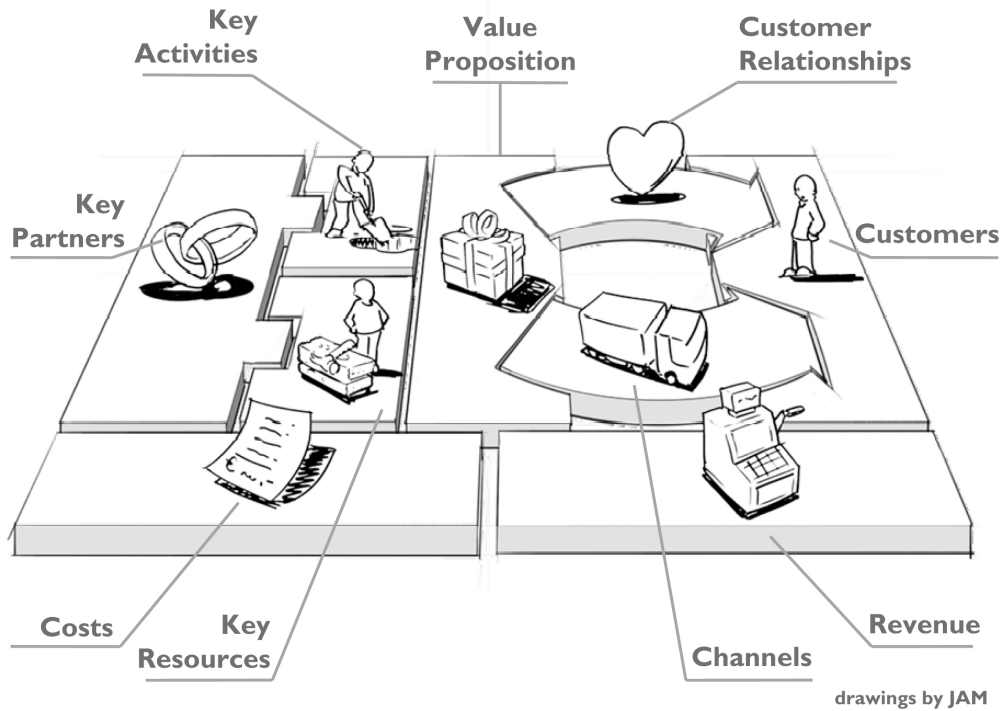 Key
Activities
Value
Proposition
Customer
Relationships
Key
Partners
Customers
€
Costs
Key
Resources
Channels
Revenue
drawings by JAM